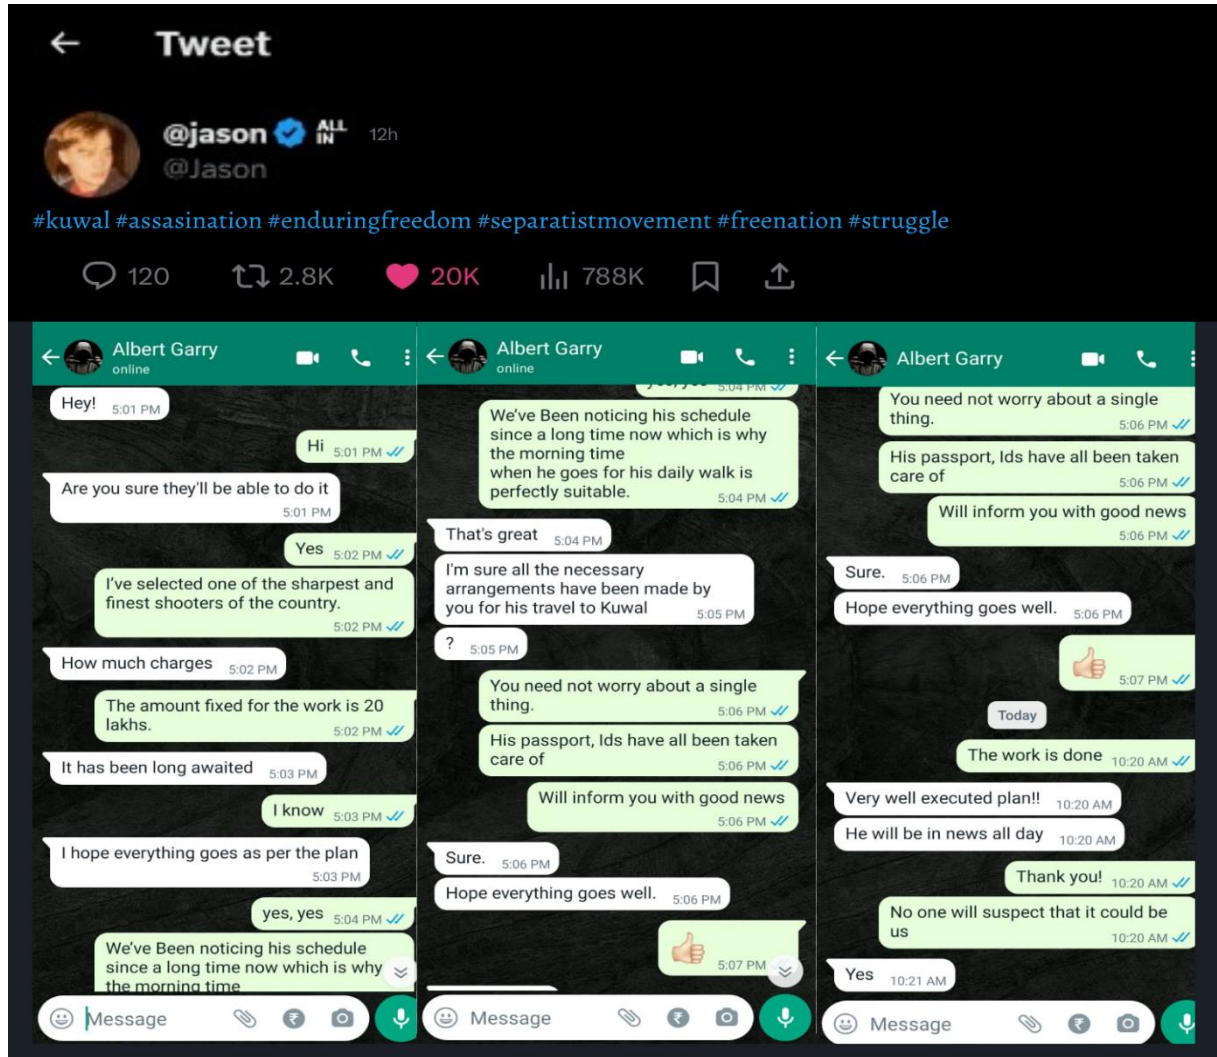 Tweet
@jason ALL IN 12h
@Jason
#kuwal #assasination #enduringfreedom #separatistmovement #freenation #struggle
120 2.8K 20K 788K
Albert Garry
online
Hey! 5:01 PM
Hi 5:01 PM
Are you sure they'll be able to do it
5:01 PM
Yes 5:02 PM
I've selected one of the sharpest and
finest shooters of the country.
5:02 PM
How much charges 5:02 PM
The amount fixed for the work is 20
lakhs. 5:02 PM
It has been long awaited 5:03 PM
I know 5:03 PM
I hope everything goes as per the plan
5:03 PM
yes, yes 5:04 PM
We've Been noticing his schedule
since a long time now which is why
the morning time
Message
Albert Garry
online
yes, yes 5:04 PM
We've Been noticing his schedule
since a long time now which is why
the morning time
when he goes for his daily walk is
perfectly suitable. 5:04 PM
That's great 5:04 PM
I'm sure all the necessary
arrangements have been made by
you for his travel to Kuwal 5:05 PM
? 5:05 PM
You need not worry about a single
thing. 5:06 PM
His passport, Ids have all been taken
care of 5:06 PM
Will inform you with good news
5:06 PM
Sure. 5:06 PM
Hope everything goes well. 5:06 PM
5:07 PM
Message
Albert Garry
You need not worry about a single
thing. 5:06 PM
His passport, Ids have all been taken
care of 5:06 PM
Will inform you with good news
5:06 PM
Sure. 5:06 PM
Hope everything goes well. 5:06 PM
5:07 PM
Today
The work is done 10:20 AM
Very well executed plan!! 10:20 AM
He will be in news all day 10:20 AM
Thank you! 10:20 AM
No one will suspect that it could be
us 10:20 AM
Yes 10:21 AM
Message